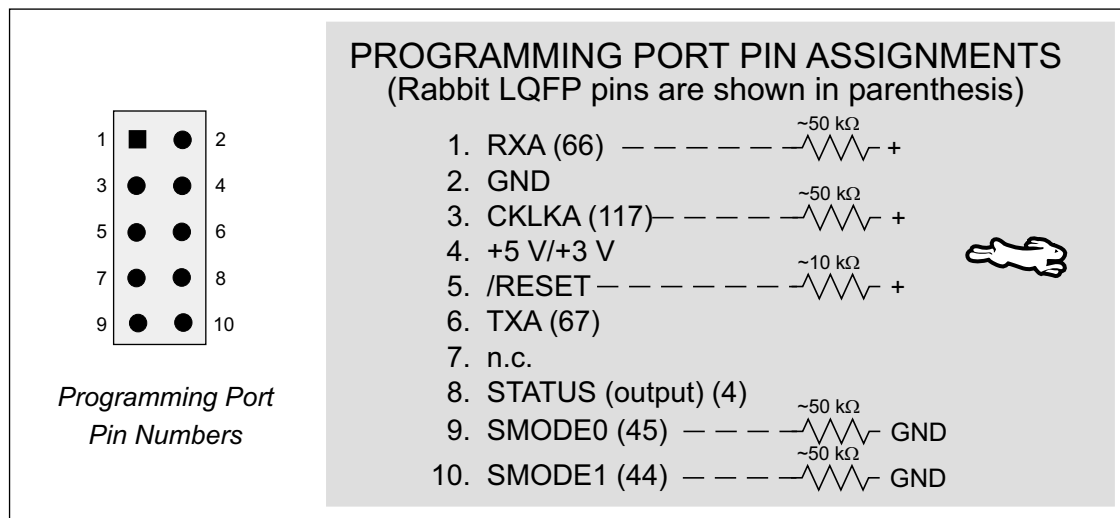 PROGRAMMING PORT PIN ASSIGNMENTS
(Rabbit LQFP pins are shown in parenthesis)
1 2
3 4
5 6
7 8
9 10
Programming Port
Pin Numbers
1. RXA (66) ~50 kΩ +
2. GND
3. CKLKA (117) ~50 kΩ +
4. +5 V/+3 V
5. /RESET ~10 kΩ +
6. TXA (67)
7. n.c.
8. STATUS (output) (4)
9. SMODE0 (45) ~50 kΩ GND
10. SMODE1 (44) ~50 kΩ GND